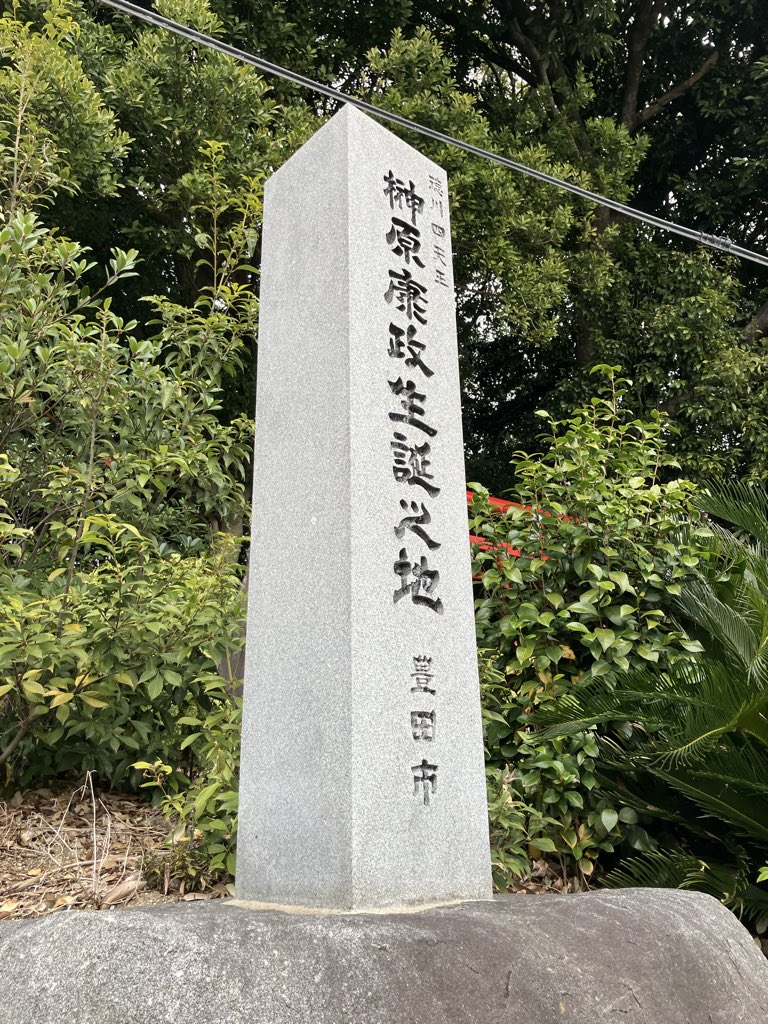 徳川四天王
榊原康政生誕之地
豊田市